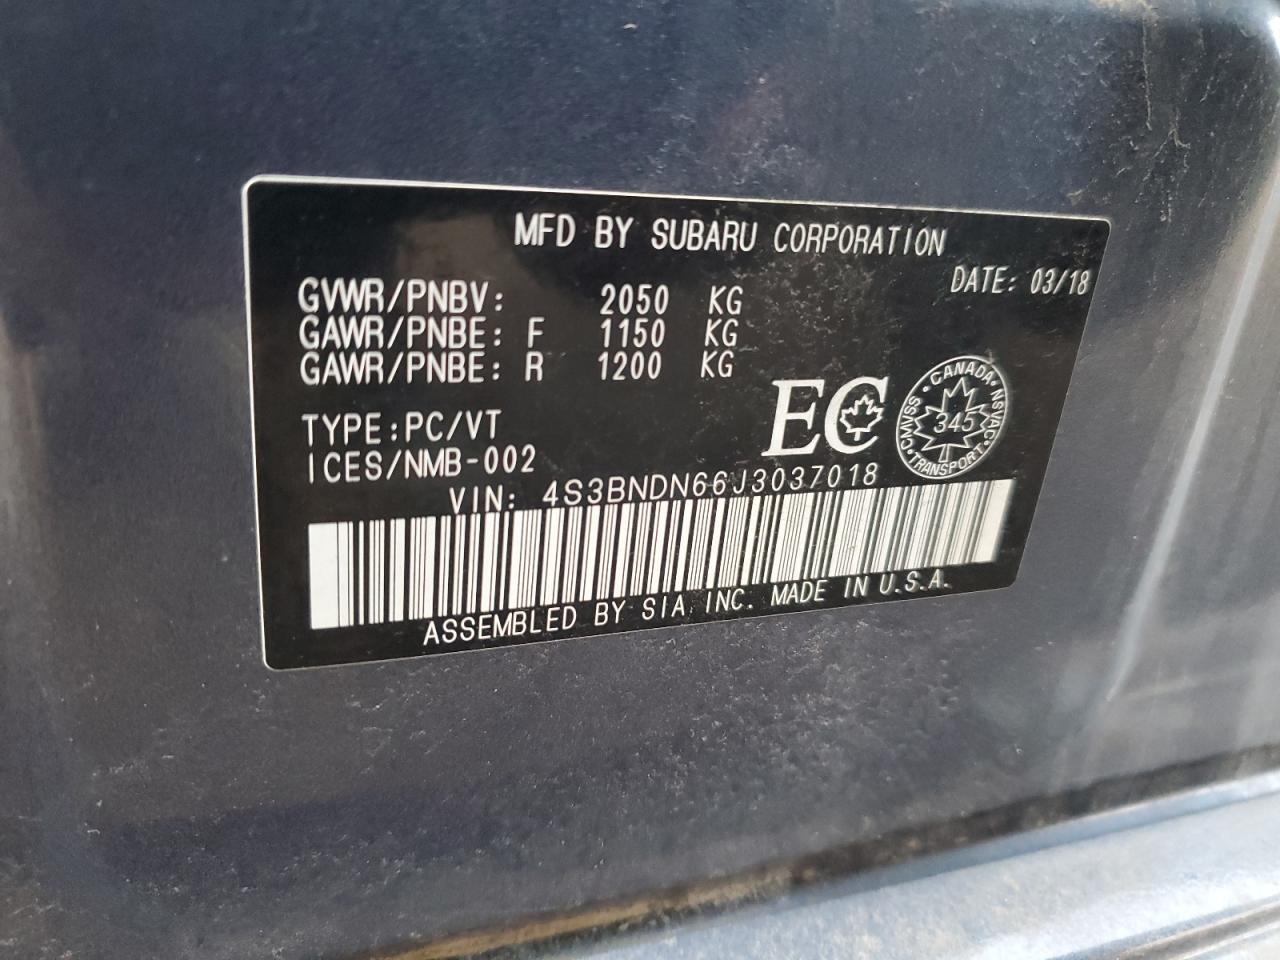 MFD BY SUBARU CORPORATION
DATE: 03/18
GVWR/PNBV: 2050 KG
GAWR/PNBE: F 1150 KG
GAWR/PNBE: R 1200 KG
EC
CANADA • NSVAC • TRANSPORT • CMVSS •
345
TYPE:PC/VT
ICES/NMB-002
VIN: 4S3BNDN66J3037018
ASSEMBLED BY SIA, INC. MADE IN U.S.A.